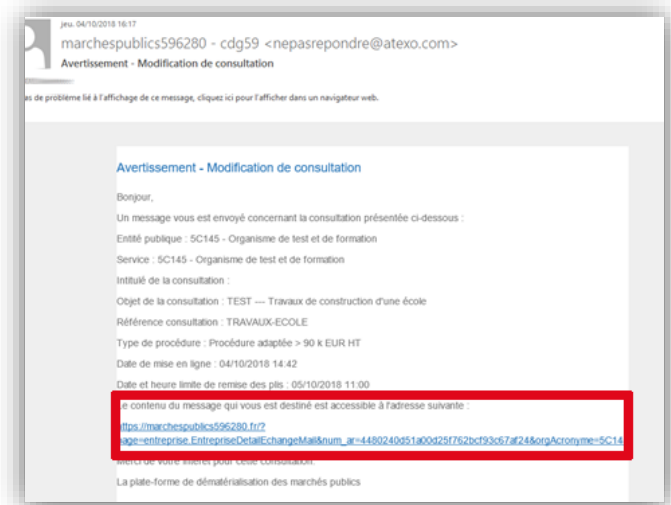 jeu. 04/10/2018 16:17
marchespublics596280 - cdg59 <nepasrepondre@atexo.com>
Avertissement - Modification de consultation
as de problème lié à l'affichage de ce message, cliquez ici pour l'afficher dans un navigateur web.
Avertissement - Modification de consultation
Bonjour,
Un message vous est envoyé concernant la consultation présentée ci-dessous :
Entité publique : 5C145 - Organisme de test et de formation
Service : 5C145 - Organisme de test et de formation
Intitulé de la consultation :
Objet de la consultation : TEST --- Travaux de construction d'une école
Référence consultation : TRAVAUX-ECOLE
Type de procédure : Procédure adaptée > 90 k EUR HT
Date de mise en ligne : 04/10/2018 14:42
Date et heure limite de remise des plis : 05/10/2018 11:00
Le contenu du message qui vous est destiné est accessible à l'adresse suivante :
https://marchespublics596280.fr/?
page=entreprise.EntrepriseDetailEchangeMail&num_ar=4480240d51a00d25f762bcf93c67af24&orgAcronyme=5C14
Merci de votre intérêt pour cette consultation.
La plate-forme de dématérialisation des marchés publics